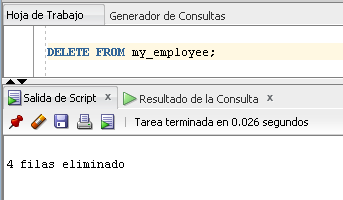 Hoja de Trabajo Generador de Consultas
DELETE FROM my_employee;
Salida de Script x Resultado de la Consulta x
Tarea terminada en 0.026 segundos
4 filas eliminado